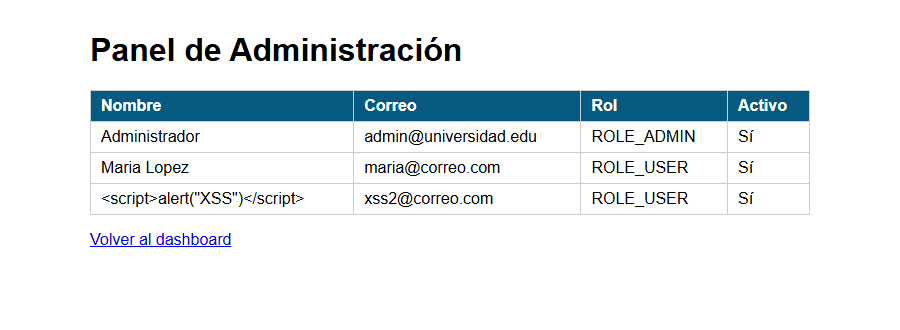 Panel de Administración
Nombre Correo Rol Activo
Administrador admin@universidad.edu ROLE_ADMIN Sí
Maria Lopez maria@correo.com ROLE_USER Sí
<script>alert("XSS")</script> xss2@correo.com ROLE_USER Sí
Volver al dashboard